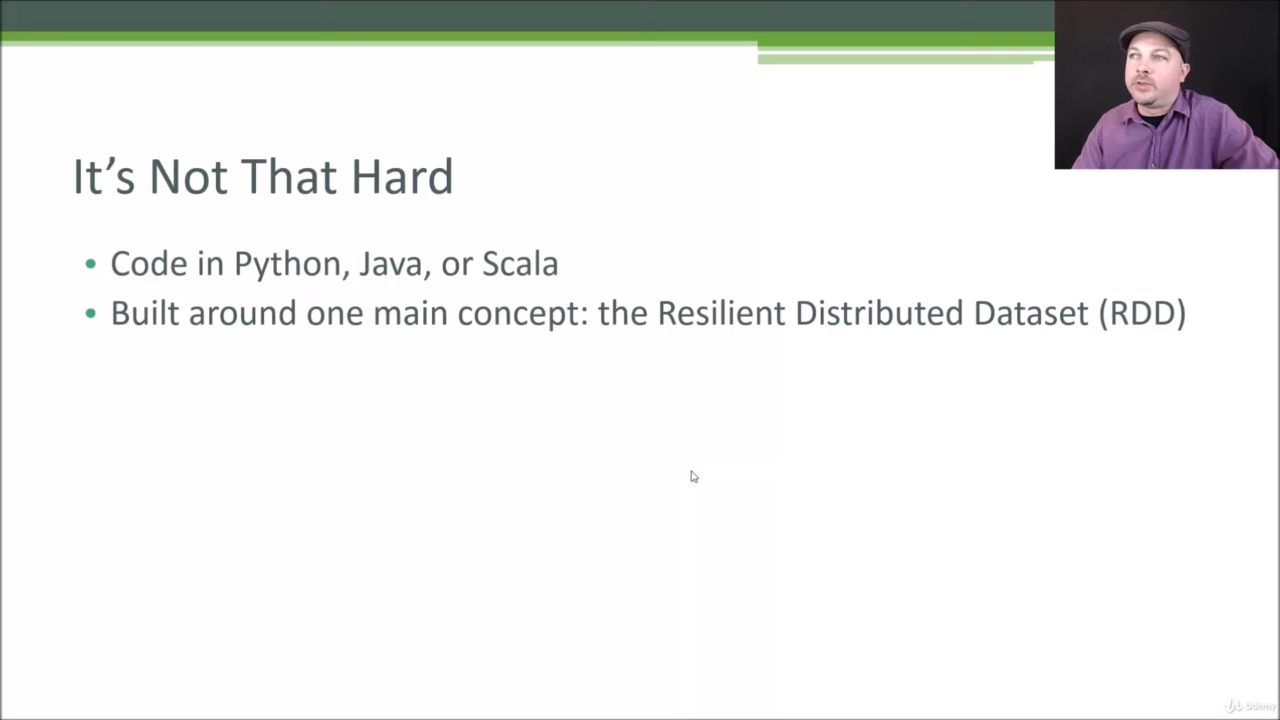 It's Not That Hard
• Code in Python, Java, or Scala
• Built around one main concept: the Resilient Distributed Dataset (RDD)
Udemy